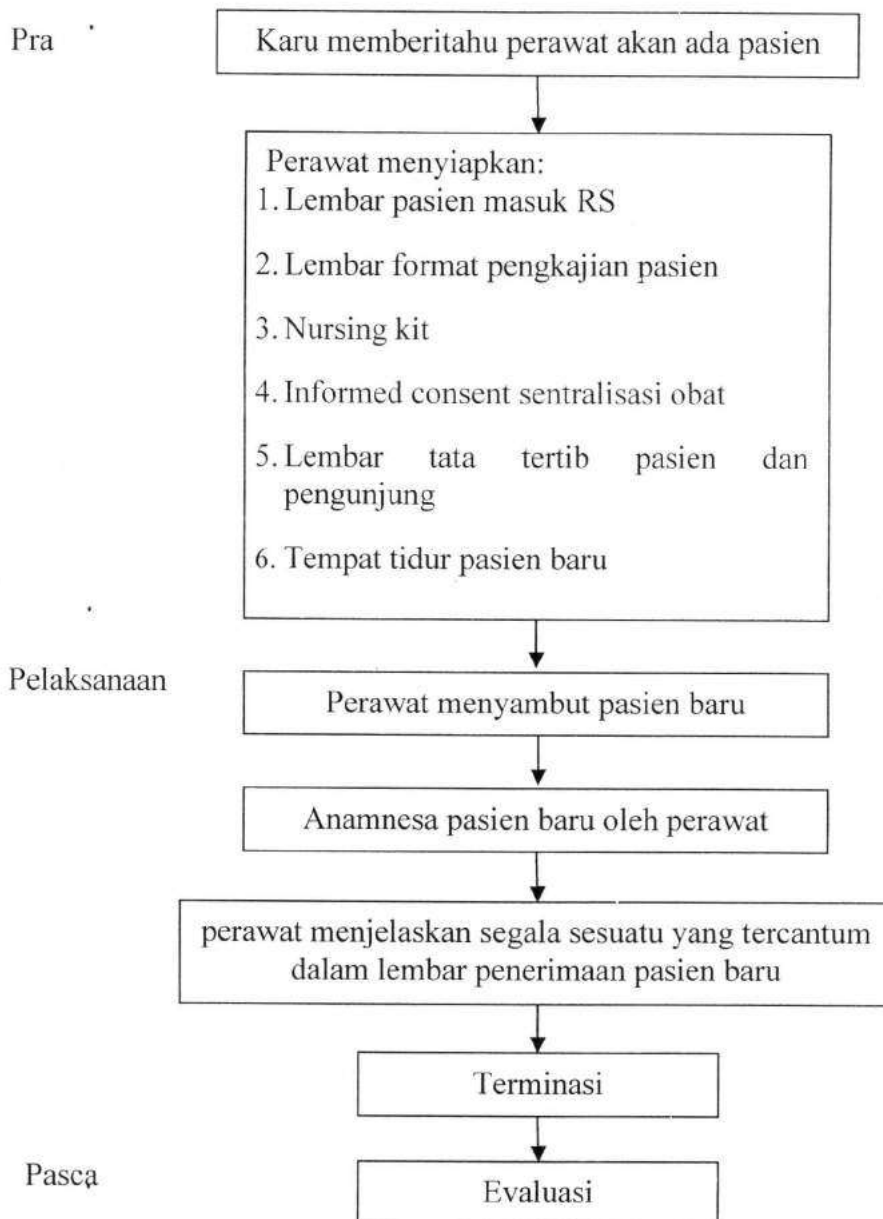 Pra
Karu memberitahu perawat akan ada pasien
Perawat menyiapkan:
1. Lembar pasien masuk RS
2. Lembar format pengkajian pasien
3. Nursing kit
4. Informed consent sentralisasi obat
5. Lembar tata tertib pasien dan
pengunjung
6. Tempat tidur pasien baru
Pelaksanaan
Perawat menyambut pasien baru
Anamnesa pasien baru oleh perawat
perawat menjelaskan segala sesuatu yang tercantum
dalam lembar penerimaan pasien baru
Terminasi
Pasca
Evaluasi